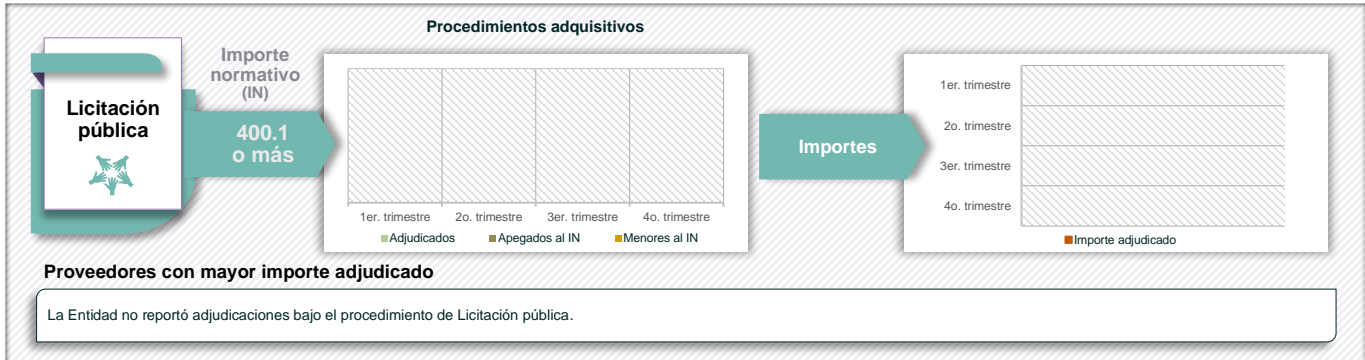 Procedimientos adquisitivos
Licitación
pública
Importe
normativo
(IN)
400.1
o más
1er. trimestre
2o. trimestre
3er. trimestre
4o. trimestre
Adjudicados
Apegados al IN
Menores al IN
Importes
1er. trimestre
2o. trimestre
3er. trimestre
4o. trimestre
Importe adjudicado
Proveedores con mayor importe adjudicado
La Entidad no reportó adjudicaciones bajo el procedimiento de Licitación pública.